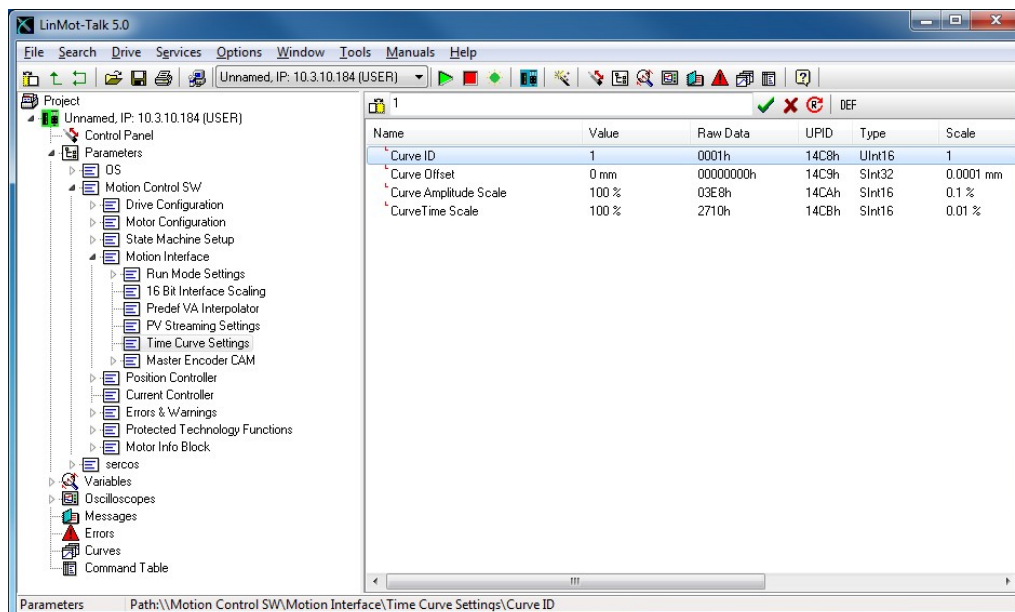 LinMot-Talk 5.0
File Search Drive Services Options Window Tools Manuals Help
Unnamed, IP: 10.3.10.184 (USER)
Project
Unnamed, IP: 10.3.10.184 (USER)
Control Panel
Parameters
OS
Motion Control SW
Drive Configuration
Motor Configuration
State Machine Setup
Motion Interface
Run Mode Settings
16 Bit Interface Scaling
Predef VA Interpolator
PV Streaming Settings
Time Curve Settings
Master Encoder CAM
Position Controller
Current Controller
Errors & Warnings
Protected Technology Functions
Motor Info Block
sercos
Variables
Oscilloscopes
Messages
Errors
Curves
Command Table
1 DEF
Name Value Raw Data UPID Type Scale
Curve ID 1 0001h 14C8h UInt16 1
Curve Offset 0 mm 00000000h 14C9h SInt32 0.0001 mm
Curve Amplitude Scale 100 % 03E8h 14CAh SInt16 0.1 %
CurveTime Scale 100 % 2710h 14CBh SInt16 0.01 %
Parameters Path:\\Motion Control SW\Motion Interface\Time Curve Settings\Curve ID